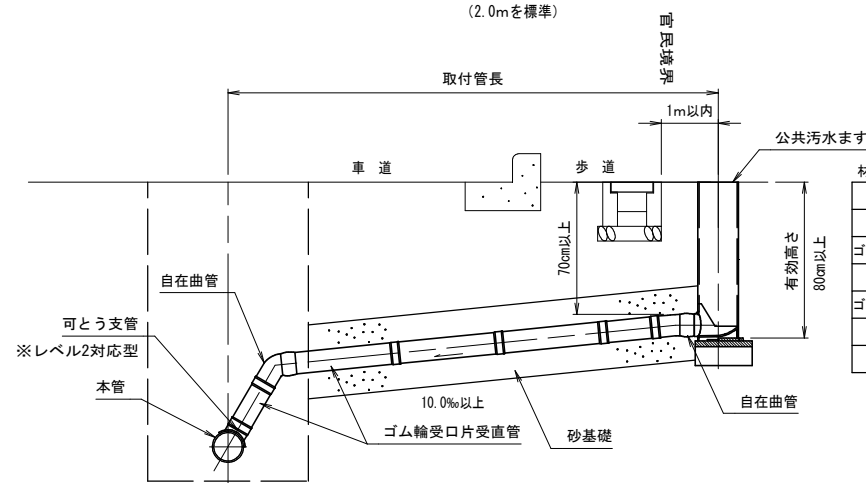 (2.0mを標準)
官民境界
取付管長
1m以内
公共汚水ます
車 道
歩 道
70cm以上
有効高さ
80cm以上
自在曲管
可とう支管
※レベル2対応型
本管
10.0‰以上
ゴム輪受口片受直管
砂基礎
自在曲管
ゴ
ゴ